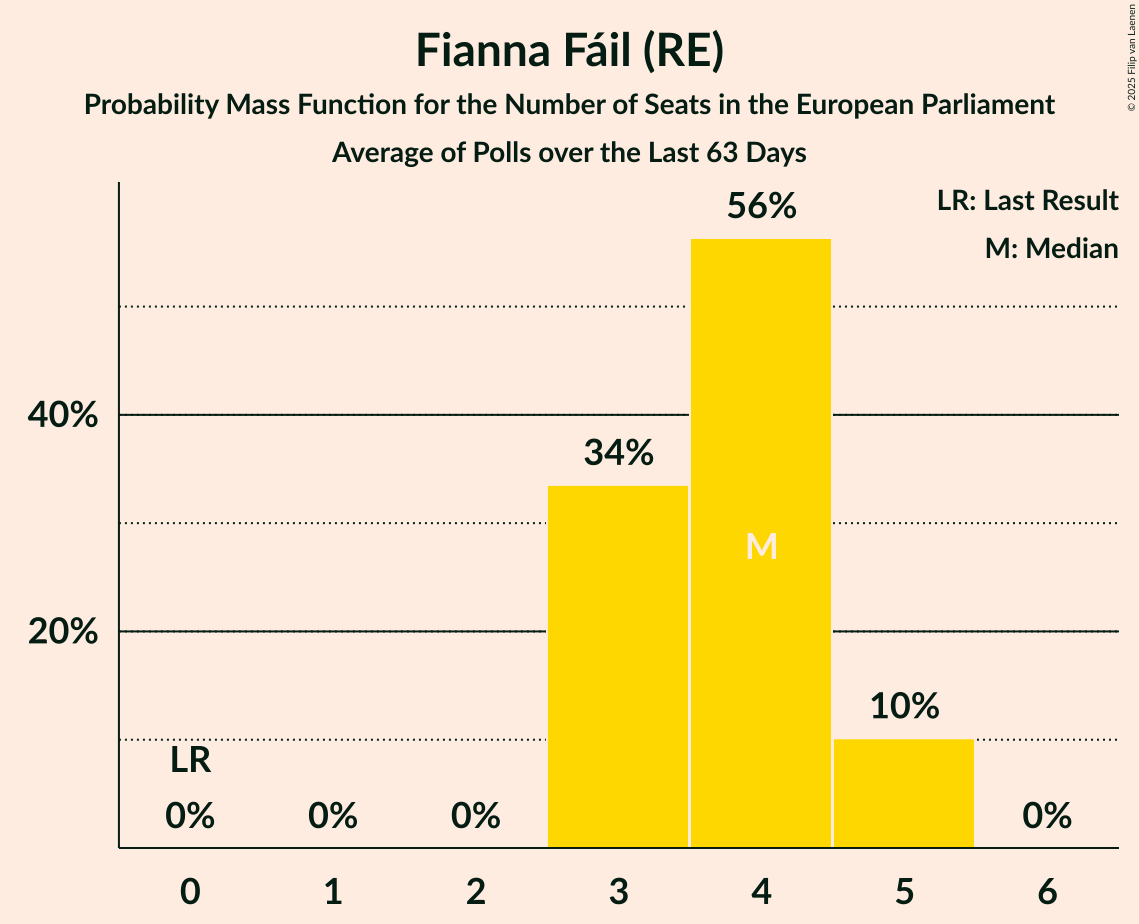 Fianna Fáil (RE)
Probability Mass Function for the Number of Seats in the European Parliament
Average of Polls over the Last 63 Days
© 2025 Filip van Laenen
LR: Last Result
M: Median
56%
40%
34%
M
20%
10%
LR
0%
0%
0%
0%
0
1
2
3
4
5
6